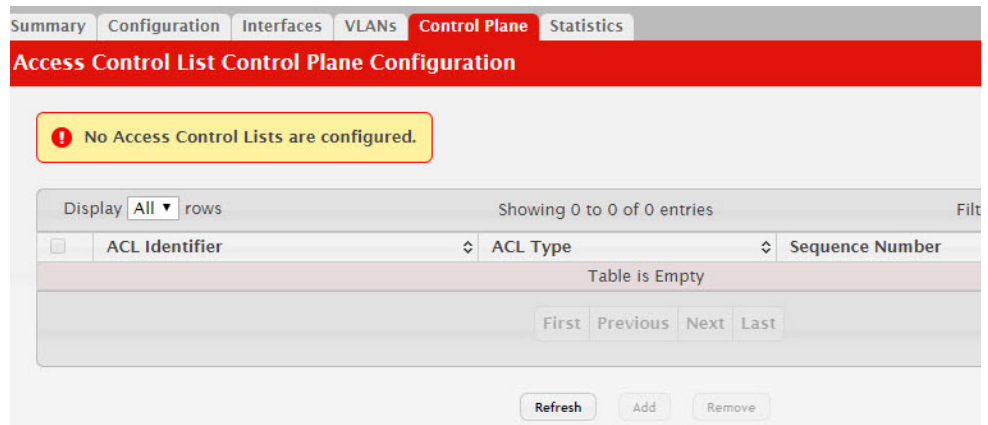 Summary Configuration Interfaces VLANs Control Plane Statistics
Access Control List Control Plane Configuration
No Access Control Lists are configured.
Display All rows Showing 0 to 0 of 0 entries Filt
ACL Identifier ACL Type Sequence Number
Table is Empty
First Previous Next Last
Refresh Add Remove